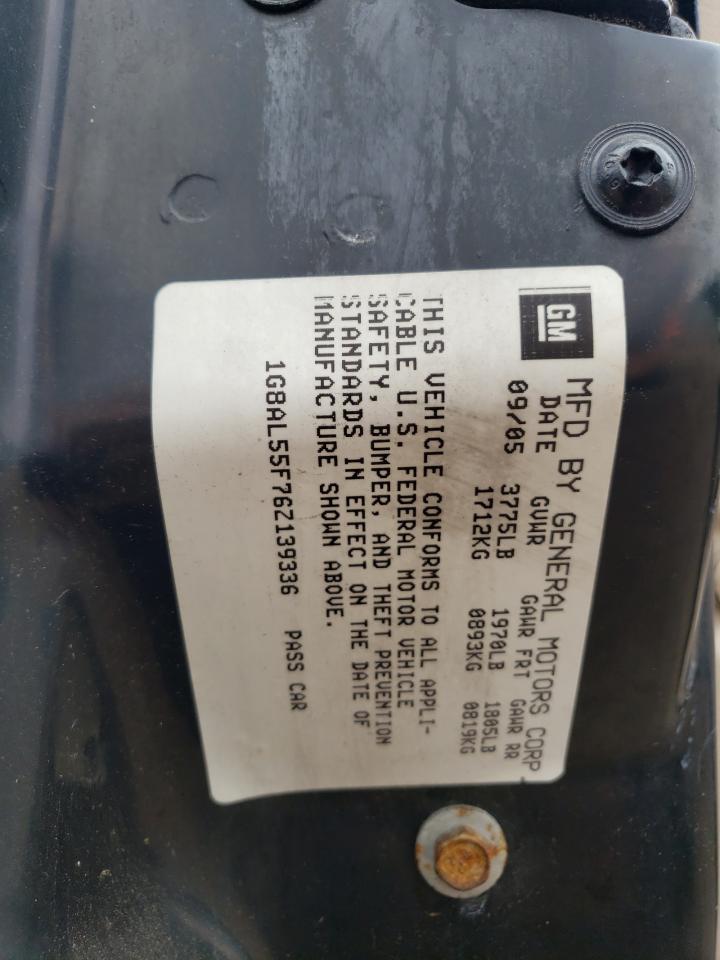 GM
MFD BY GENERAL MOTORS CORP
DATE GVWR GAWR FRT GAWR RR
09/05 3775LB 1970LB 1805LB
1712KG 0893KG 0819KG
THIS VEHICLE CONFORMS TO ALL APPLI-
CABLE U.S. FEDERAL MOTOR VEHICLE
SAFETY, BUMPER, AND THEFT PREVENTION
STANDARDS IN EFFECT ON THE DATE OF
MANUFACTURE SHOWN ABOVE.
1G8AL55F76Z139336 PASS CAR